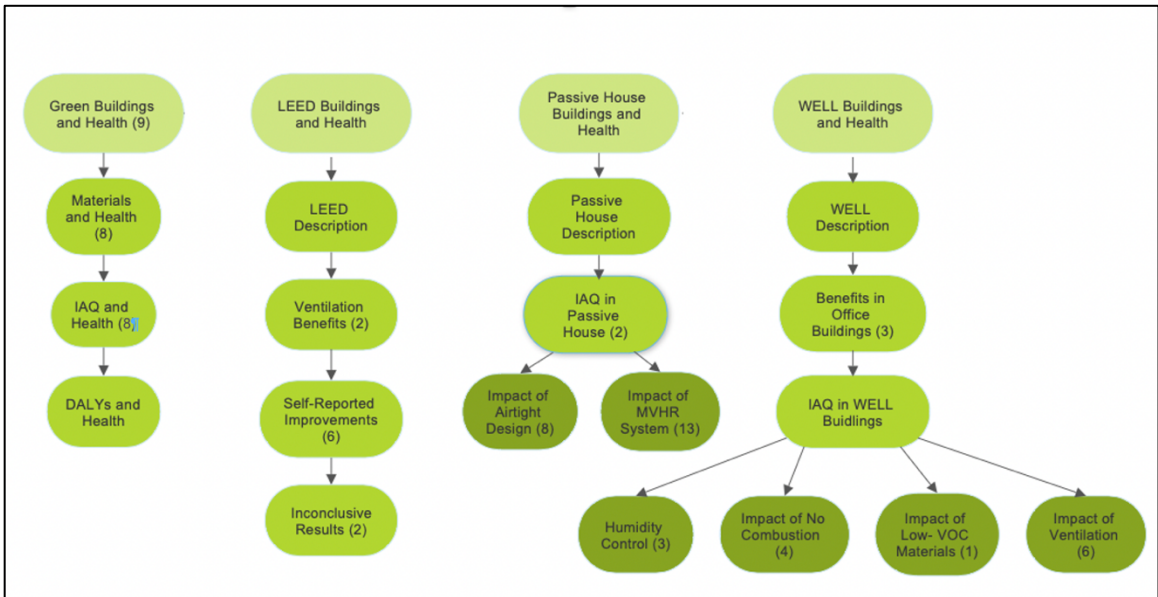 Green Buildings
and Health (9)
LEED Buildings
and Health
Passive House
Buildings and
Health
WELL Buildings
and Health
Materials
and Health
(8)
LEED
Description
Passive
House
Description
WELL
Description
IAQ and
Health (8¶
Ventilation
Benefits (2)
IAQ in
Passive
House (2)
Benefits in
Office
Buildings (3)
DALYs and
Health
Self-Reported
Improvements
(6)
Impact of
Airtight
Design (8)
Impact of
MVHR
System (13)
IAQ in WELL
Buidlings
Inconclusive
Results (2)
Humidity
Control (3)
Impact of No
Combustion
(4)
Impact of
Low- VOC
Materials (1)
Impact of
Ventilation
(6)